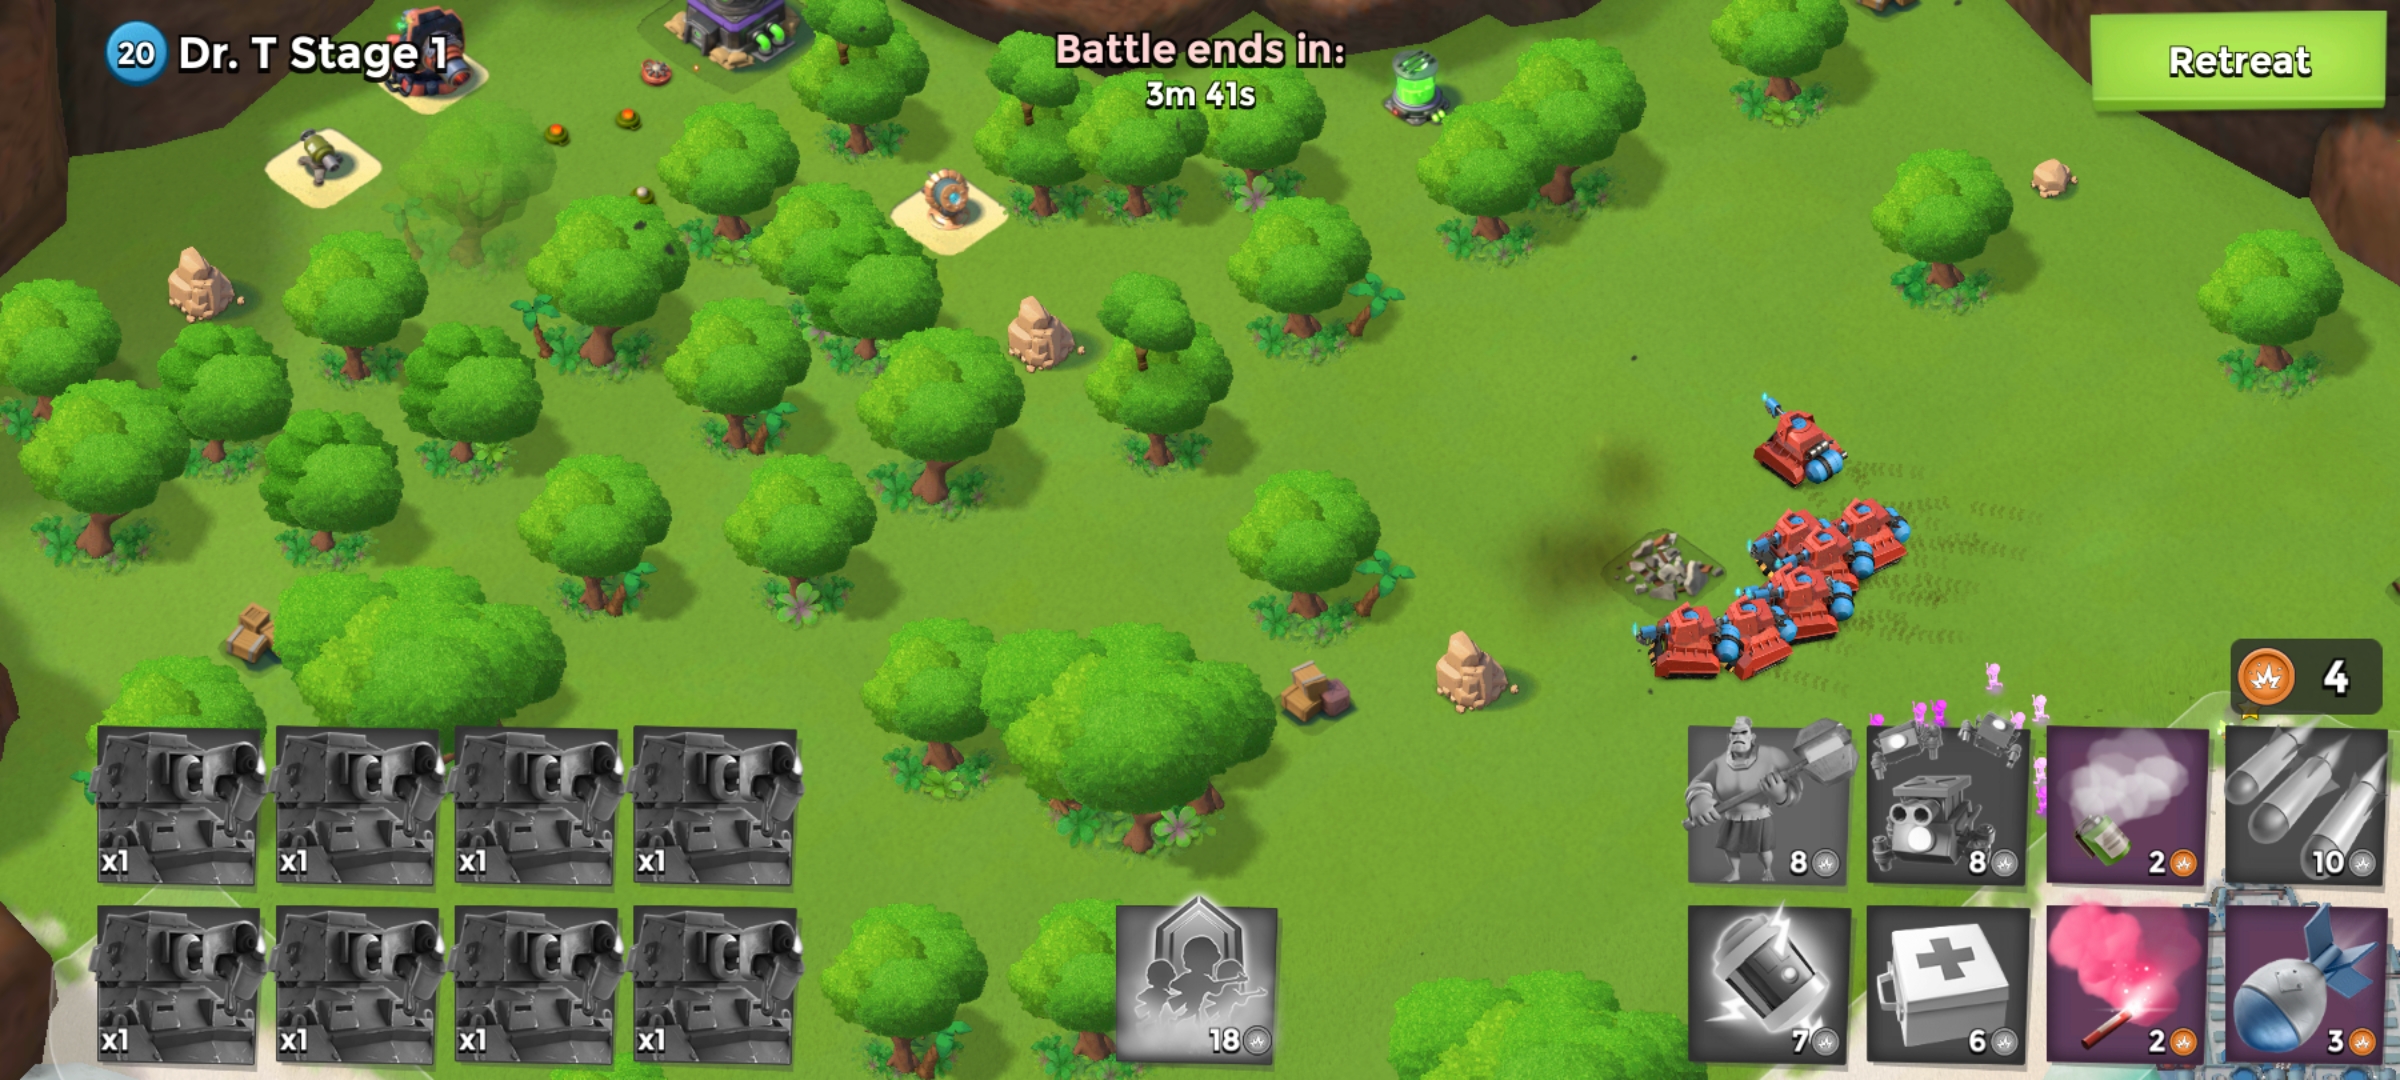 20 Dr. T Stage 1
Battle ends in:
3m 41s
Retreat
4
x1 x1 x1 x1
8 8 2 10
x1 x1 x1 x1
18
7 6 2 3